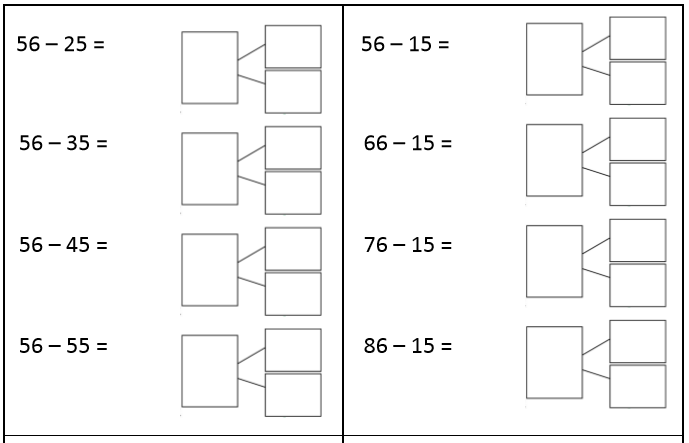 56 – 25 =
56 – 35 =
56 – 45 =
56 – 55 =
56 – 15 =
66 – 15 =
76 – 15 =
86 – 15 =